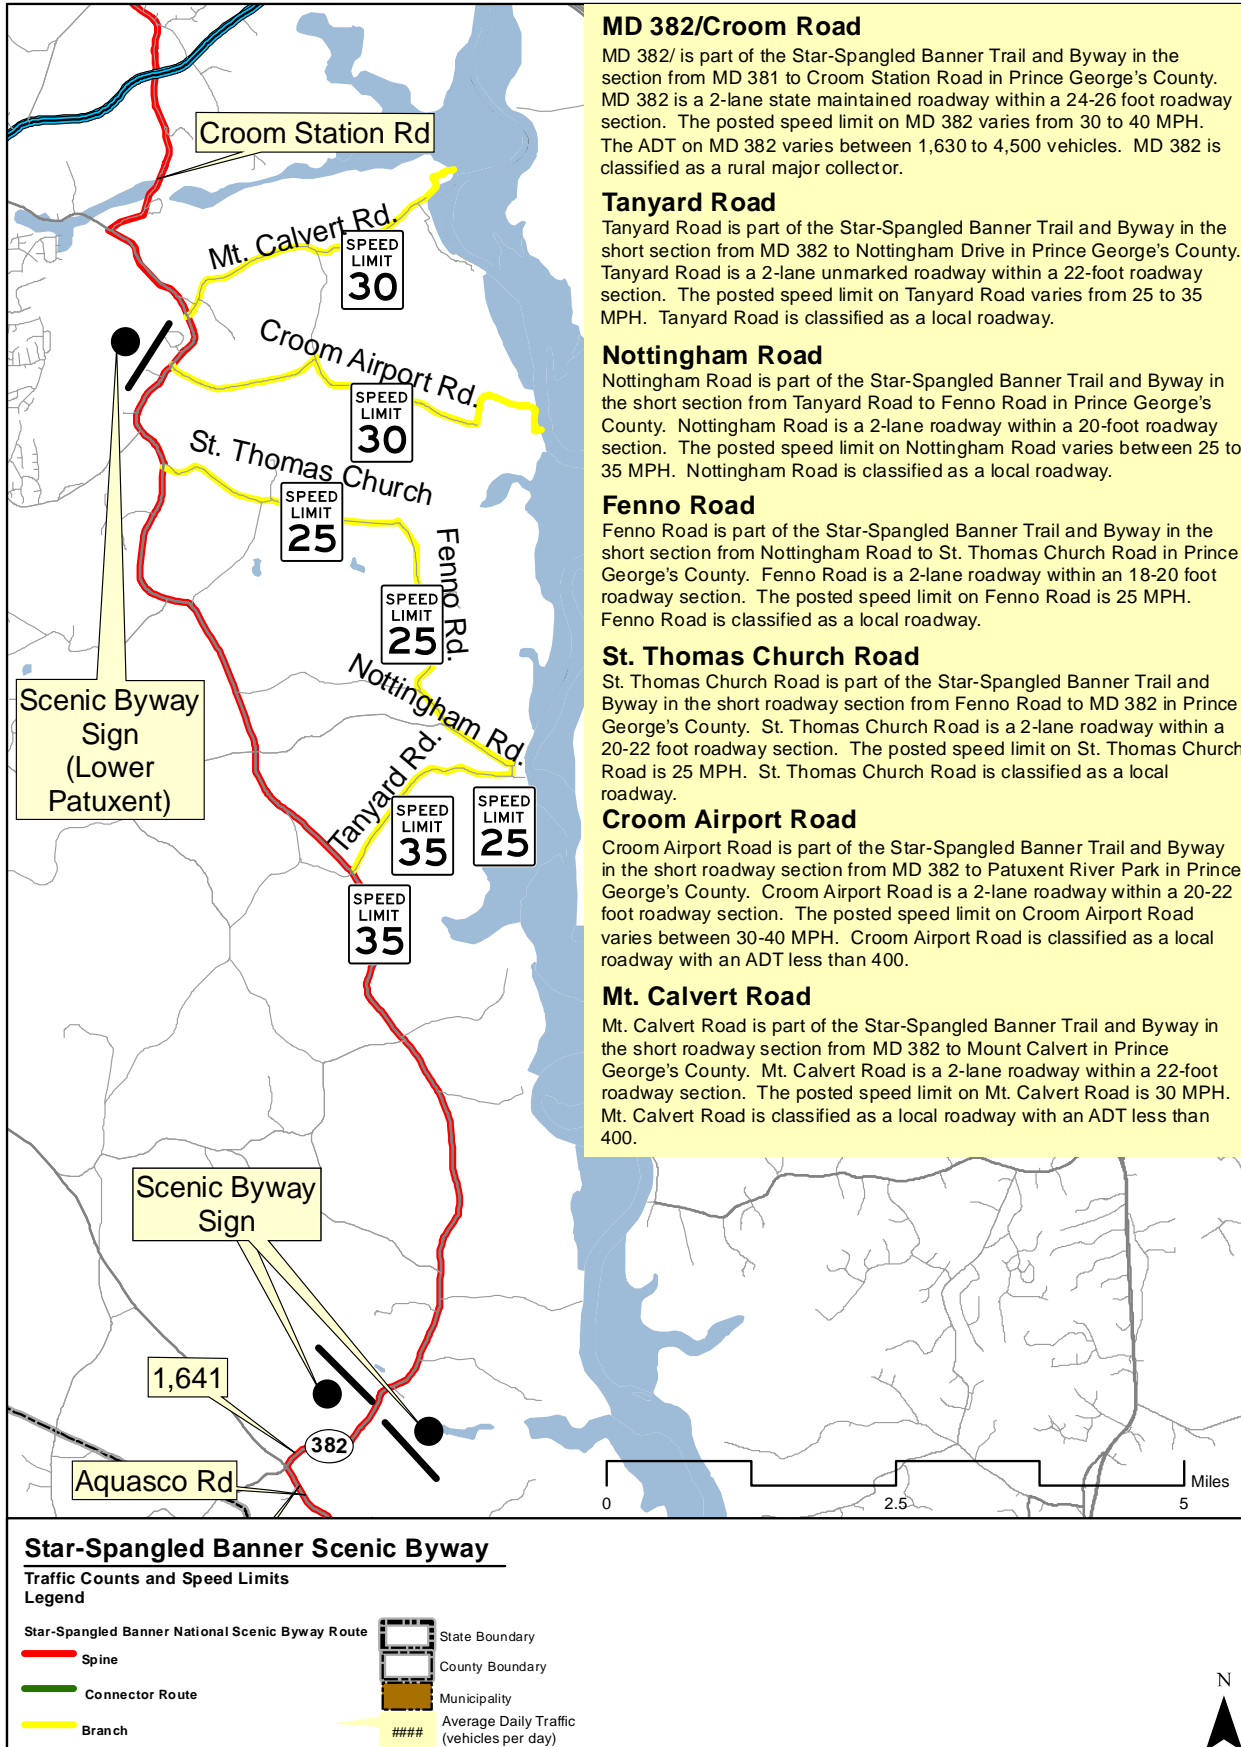 MD 382/Croom Road
MD 382/ is part of the Star-Spangled Banner Trail and Byway in the
section from MD 381 to Croom Station Road in Prince George's County.
MD 382 is a 2-lane state maintained roadway within a 24-26 foot roadway
section.  The posted speed limit on MD 382 varies from 30 to 40 MPH.
The ADT on MD 382 varies between 1,630 to 4,500 vehicles.  MD 382 is
classified as a rural major collector.
Tanyard Road
Tanyard Road is part of the Star-Spangled Banner Trail and Byway in the
short section from MD 382 to Nottingham Drive in Prince George's County.
Tanyard Road is a 2-lane unmarked roadway within a 22-foot roadway
section.  The posted speed limit on Tanyard Road varies from 25 to 35
MPH.  Tanyard Road is classified as a local roadway.
Nottingham Road
Nottingham Road is part of the Star-Spangled Banner Trail and Byway in
the short section from Tanyard Road to Fenno Road in Prince George's
County.  Nottingham Road is a 2-lane roadway within a 20-foot roadway
section.  The posted speed limit on Nottingham Road varies between 25 to
35 MPH.  Nottingham Road is classified as a local roadway.
Fenno Road
Fenno Road is part of the Star-Spangled Banner Trail and Byway in the
short section from Nottingham Road to St. Thomas Church Road in Prince
George's County.  Fenno Road is a 2-lane roadway within an 18-20 foot
roadway section.  The posted speed limit on Fenno Road is 25 MPH.
Fenno Road is classified as a local roadway.
St. Thomas Church Road
St. Thomas Church Road is part of the Star-Spangled Banner Trail and
Byway in the short roadway section from Fenno Road to MD 382 in Prince
George's County.  St. Thomas Church Road is a 2-lane roadway within a
20-22 foot roadway section.  The posted speed limit on St. Thomas Church
Road is 25 MPH.  St. Thomas Church Road is classified as a local
roadway.
Croom Airport Road
Croom Airport Road is part of the Star-Spangled Banner Trail and Byway
in the short roadway section from MD 382 to Patuxent River Park in Prince
George's County.  Croom Airport Road is a 2-lane roadway within a 20-22
foot roadway section.  The posted speed limit on Croom Airport Road
varies between 30-40 MPH.  Croom Airport Road is classified as a local
roadway with an ADT less than 400.
Mt. Calvert Road
Mt. Calvert Road is part of the Star-Spangled Banner Trail and Byway in
the short roadway section from MD 382 to Mount Calvert in Prince
George's County.  Mt. Calvert Road is a 2-lane roadway within a 22-foot
roadway section.  The posted speed limit on Mt. Calvert Road is 30 MPH.
Mt. Calvert Road is classified as a local roadway with an ADT less than
400.
Croom Station Rd
Mt. Calvert Rd.
SPEED
LIMIT
30
Croom Airport Rd.
SPEED
LIMIT
30
St. Thomas Church
SPEED
LIMIT
25
Fenno Rd.
SPEED
LIMIT
25
Scenic Byway
Sign
(Lower
Patuxent)
Nottingham Rd.
Tanyard Rd.
SPEED
LIMIT
35
SPEED
LIMIT
25
SPEED
LIMIT
35
Scenic Byway
Sign
1,641
382
Aquasco Rd
Miles
0
2.5
5
Star-Spangled Banner Scenic Byway
Traffic Counts and Speed Limits
Legend
Star-Spangled Banner National Scenic Byway Route
Spine
Connector Route
Branch
State Boundary
County Boundary
Municipality
####
Average Daily Traffic
(vehicles per day)
N